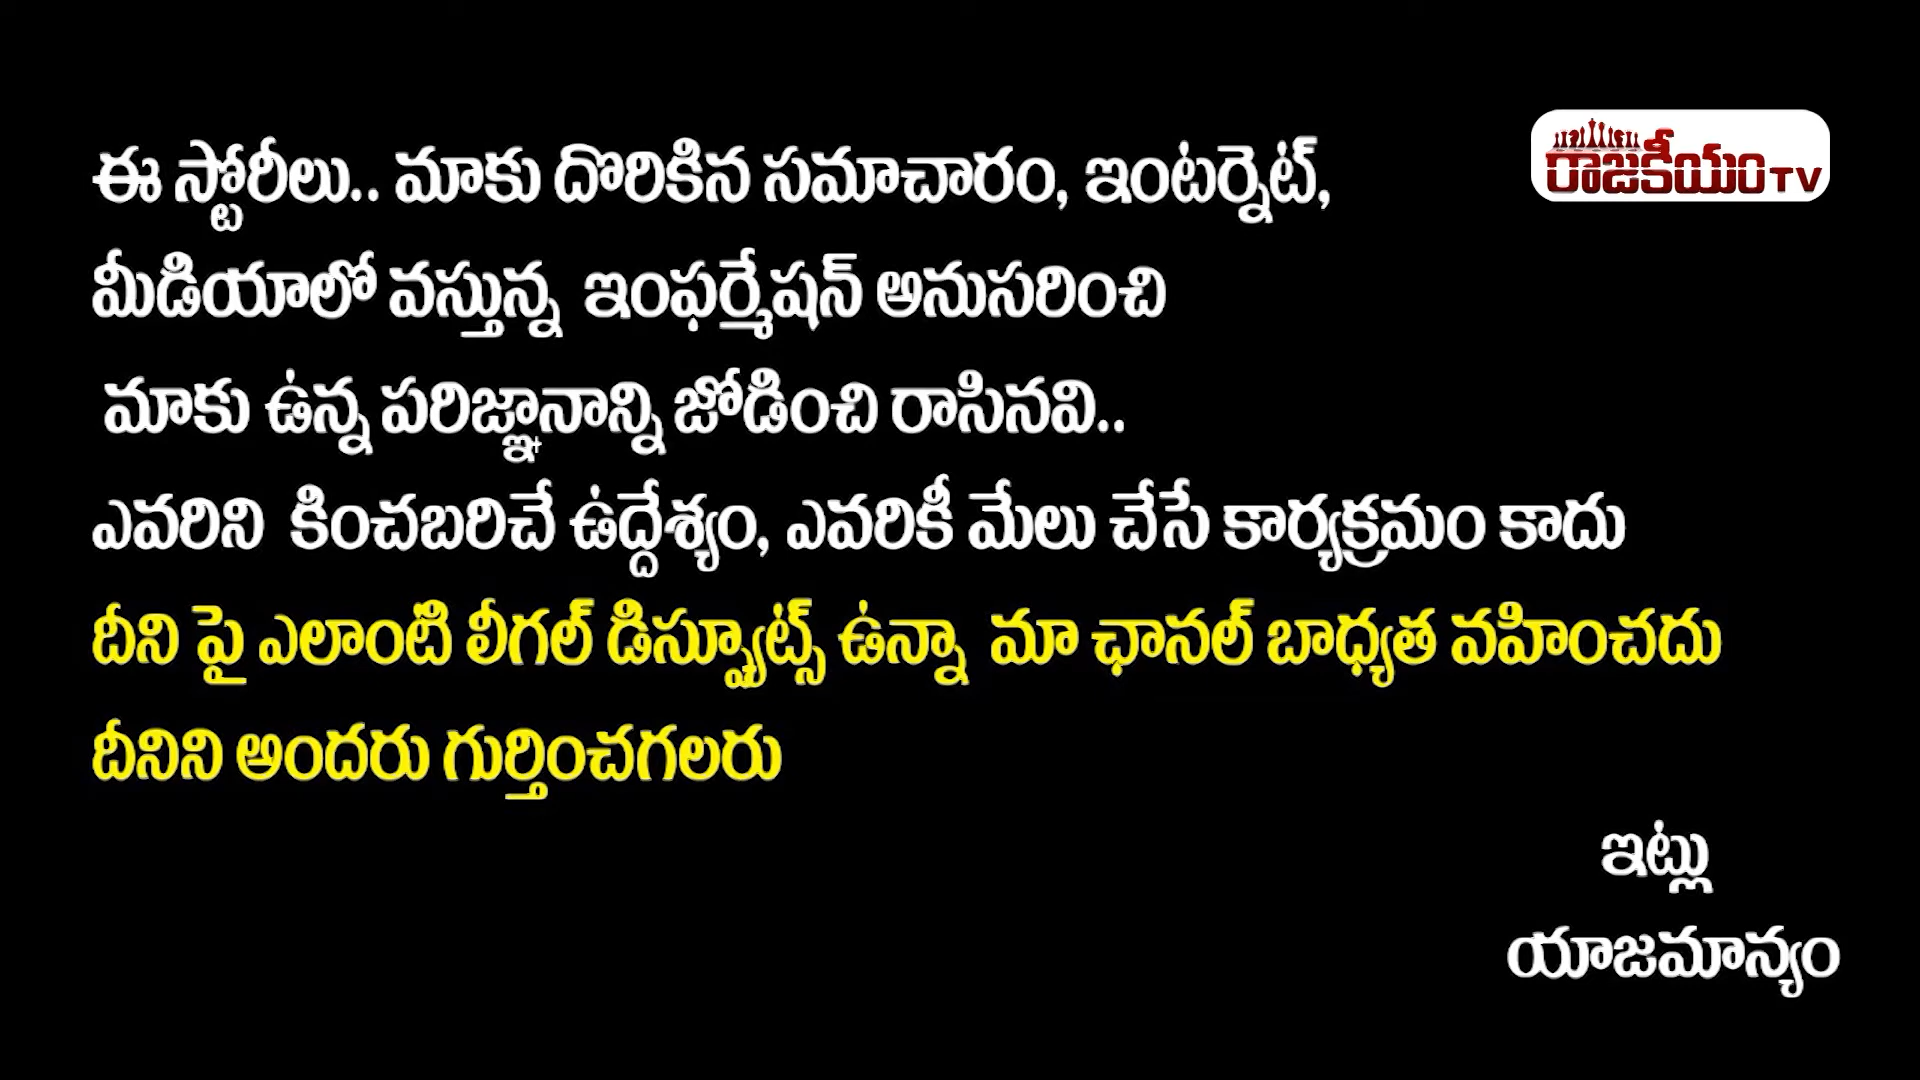 రాజకీయం TV
ఈ స్టోరీలు.. మాకు దొరికిన సమాచారం, ఇంటర్నెట్,
మీడియాలో వస్తున్న ఇంఫర్మేషన్ అనుసరించి
మాకు ఉన్న పరిజ్ఞానాన్ని జోడించి రాసినవి..
ఎవరిని కించబరిచే ఉద్దేశ్యం, ఎవరికీ మేలు చేసే కార్యక్రమం కాదు
దీని పై ఎలాంటి లీగల్ డిస్ప్యూట్స్ ఉన్నా మా ఛానల్ బాధ్యత వహించదు
దీనిని అందరు గుర్తించగలరు
ఇట్లు
యాజమాన్యం